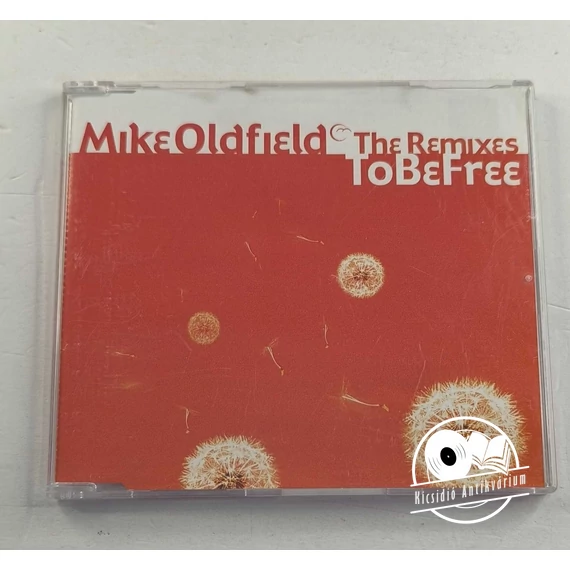 MikeOldfield The Remixes
ToBeFree
Kicsidió Antikvárium